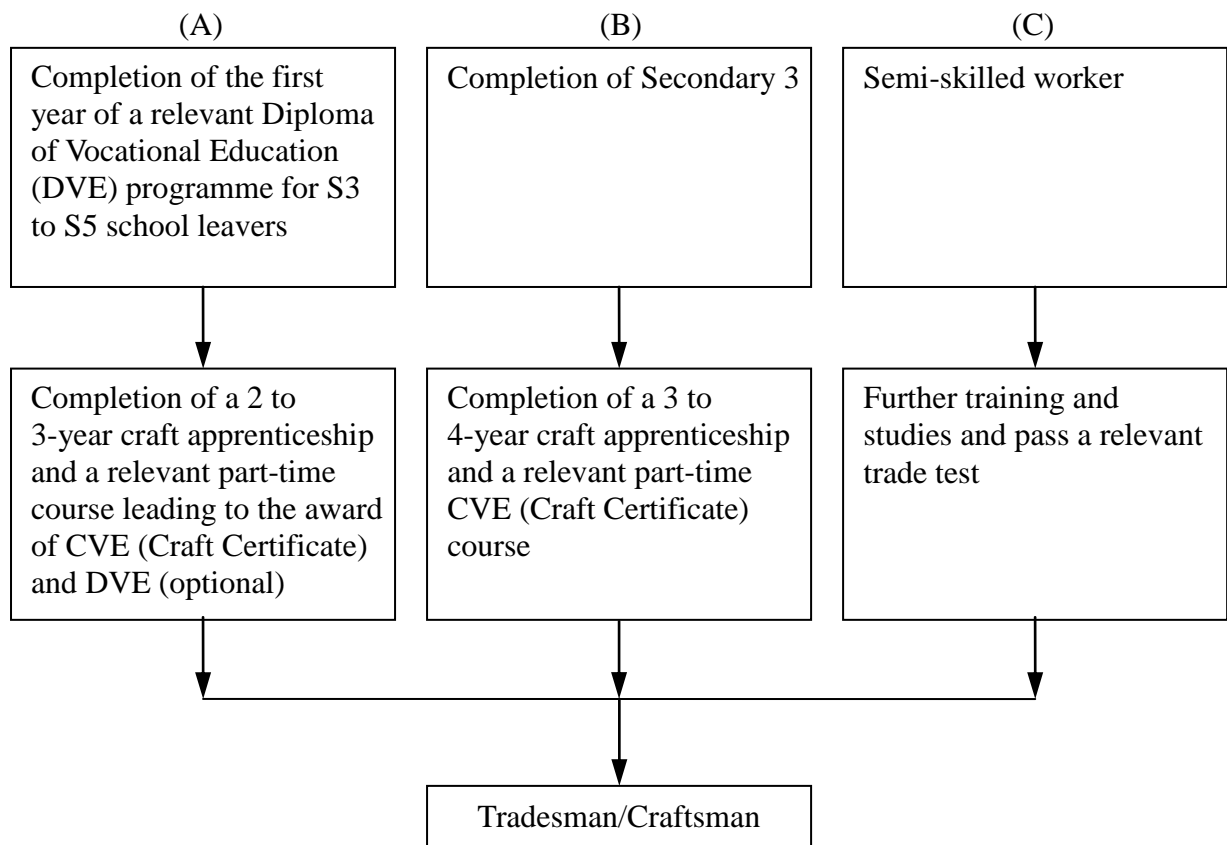 (A)
Completion of the first
year of a relevant Diploma
of Vocational Education
(DVE) programme for S3
to S5 school leavers
(B)
Completion of Secondary 3
(C)
Semi-skilled worker
Completion of a 2 to
3-year craft apprenticeship
and a relevant part-time
course leading to the award
of CVE (Craft Certificate)
and DVE (optional)
Completion of a 3 to
4-year craft apprenticeship
and a relevant part-time
CVE (Craft Certificate)
course
Further training and
studies and pass a relevant
trade test
Tradesman/Craftsman